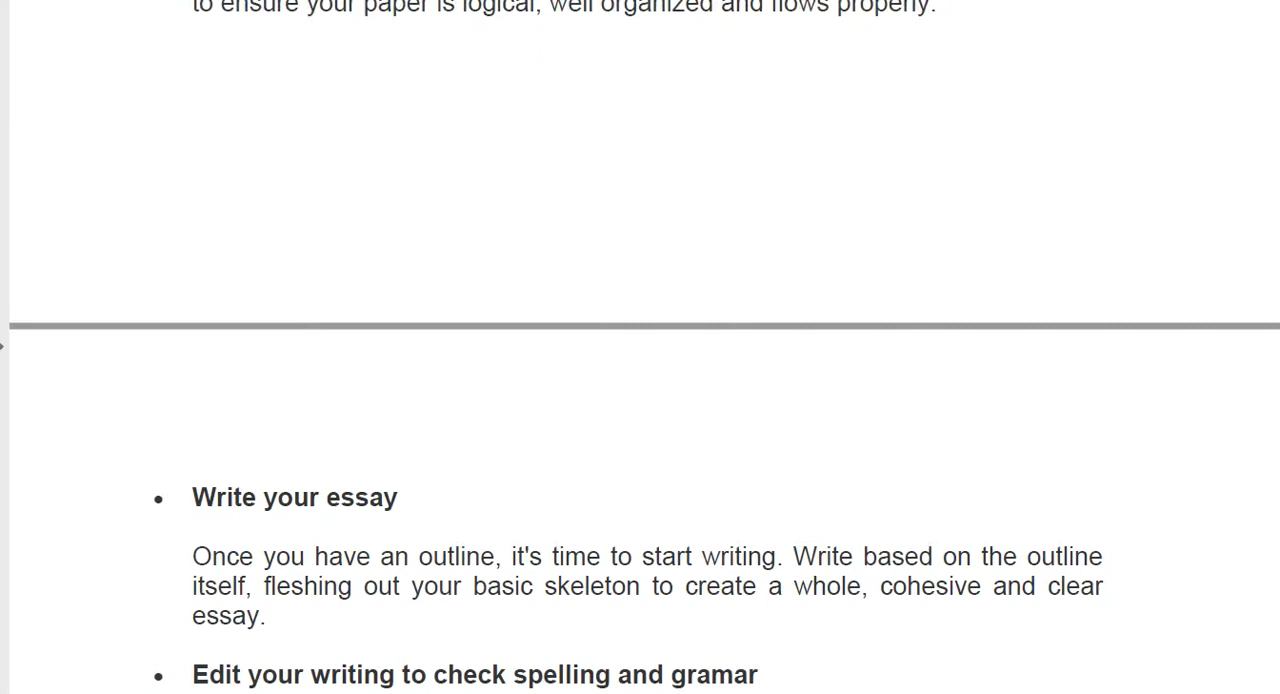 to ensure your paper is logical, well organized and flows properly.
• Write your essay
Once you have an outline, it's time to start writing. Write based on the outline
itself, fleshing out your basic skeleton to create a whole, cohesive and clear
essay.
• Edit your writing to check spelling and gramar